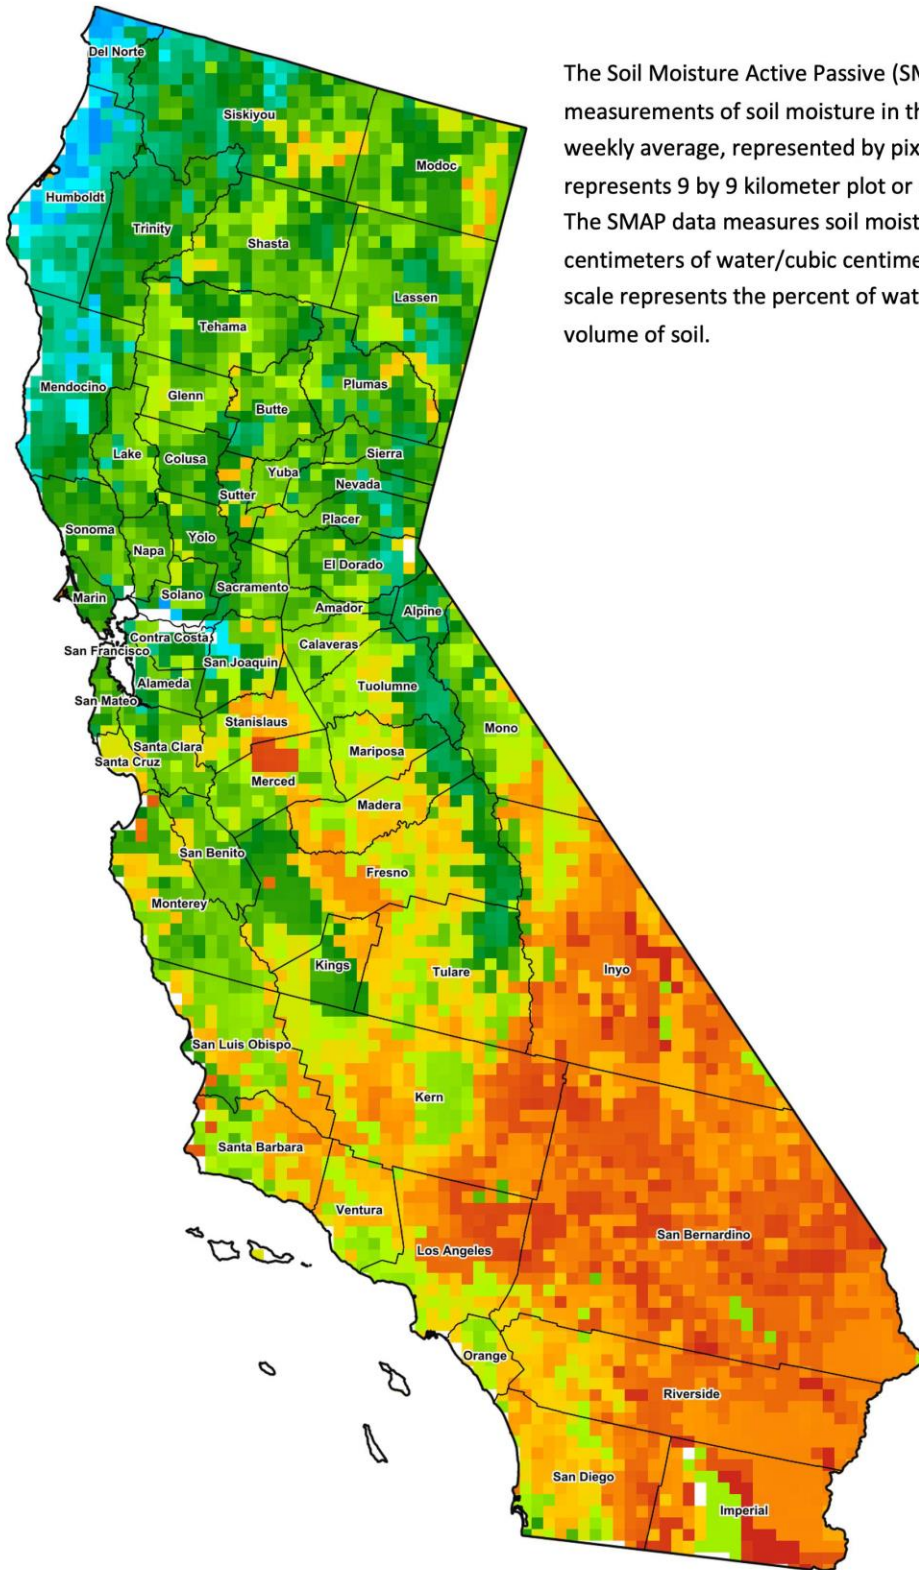 The Soil Moisture Active Passive (SM
measurements of soil moisture in th
weekly average, represented by pix
represents 9 by 9 kilometer plot or
The SMAP data measures soil moist
centimeters of water/cubic centime
scale represents the percent of wat
volume of soil.
Del Norte
Siskiyou
Modoc
Humboldt
Trinity
Shasta
Lassen
Tehama
Mendocino
Glenn
Plumas
Butte
Lake
Colusa
Yuba
Sierra
Sutter
Nevada
Sonoma
Placer
Napa
Yolo
El Dorado
Marin
Solano
Sacramento
Amador
Alpine
Contra Costa
San Francisco
Calaveras
San Joaquin
Alameda
Tuolumne
San Mateo
Stanislaus
Mono
Santa Clara
Mariposa
Santa Cruz
Merced
Madera
San Benito
Fresno
Monterey
Kings
Tulare
Inyo
San Luis Obispo
Kern
Santa Barbara
Ventura
San Bernardino
Los Angeles
Orange
Riverside
San Diego
Imperial